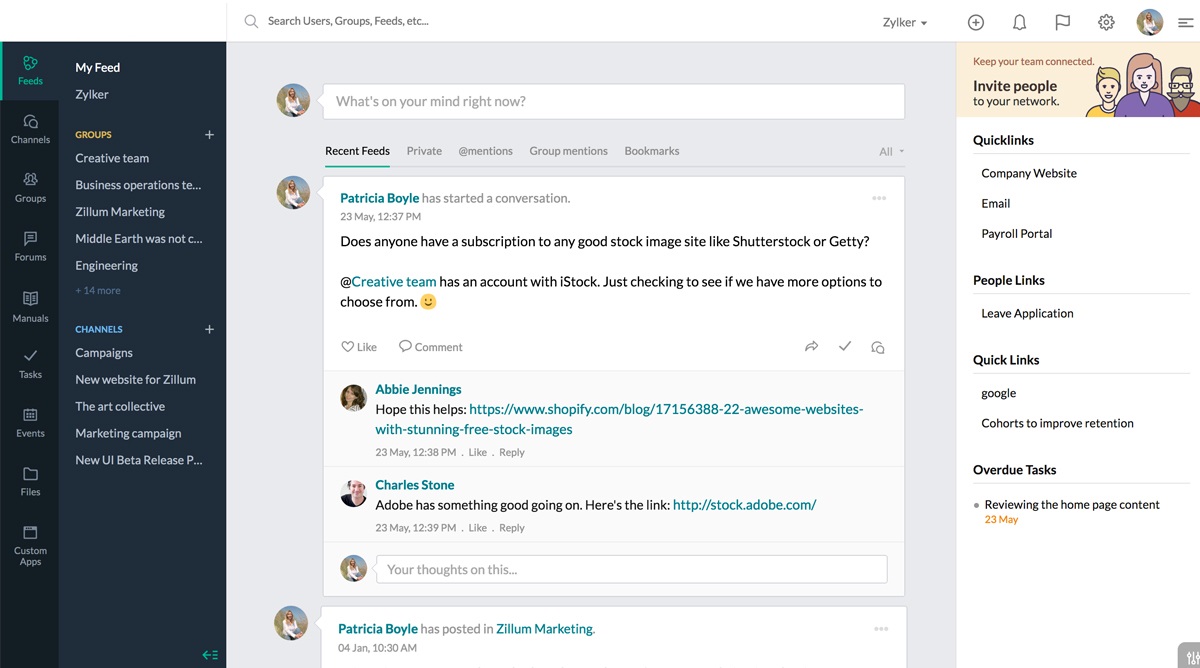 Search Users, Groups, Feeds, etc...
Zylker
Feeds
Channels
Groups
Forums
Manuals
Tasks
Events
Files
Custom
Apps
My Feed
Zylker
GROUPS
Creative team
Business operations te...
Zillum Marketing
Middle Earth was not c...
Engineering
+ 14 more
CHANNELS
Campaigns
New website for Zillum
The art collective
Marketing campaign
New UI Beta Release P...
What's on your mind right now?
Recent Feeds Private @mentions Group mentions Bookmarks All
Patricia Boyle has started a conversation.
23 May, 12:37 PM
Does anyone have a subscription to any good stock image site like Shutterstock or Getty?
@Creative team has an account with iStock. Just checking to see if we have more options to
choose from.
Like Comment
Abbie Jennings
Hope this helps: https://www.shopify.com/blog/17156388-22-awesome-websites-
with-stunning-free-stock-images
23 May, 12:38 PM . Like . Reply
Charles Stone
Adobe has something good going on. Here's the link: http://stock.adobe.com/
23 May, 12:39 PM . Like . Reply
Your thoughts on this...
Patricia Boyle has posted in Zillum Marketing.
04 Jan, 10:30 AM
Keep your team connected.
Invite people
to your network.
Quicklinks
Company Website
Email
Payroll Portal
People Links
Leave Application
Quick Links
google
Cohorts to improve retention
Overdue Tasks
Reviewing the home page content
23 May